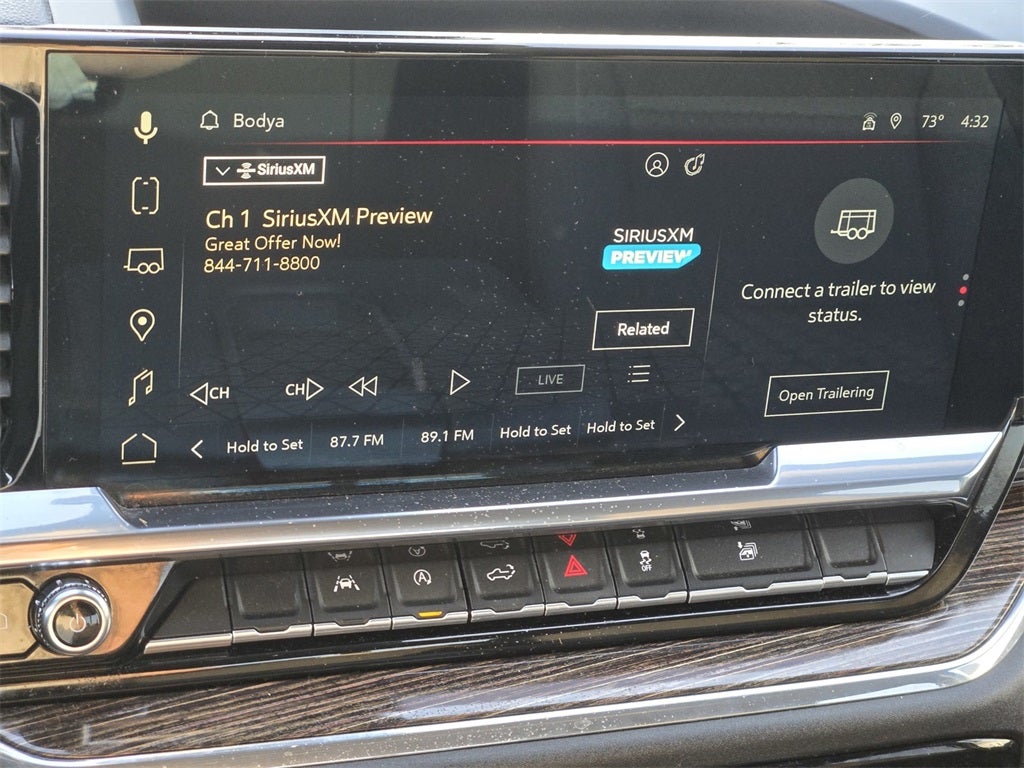 Bodya
73° 4:32
SiriusXM
Ch 1 SiriusXM Preview
Great Offer Now!
844-711-8800
SIRIUSXM
PREVIEW
Related
Connect a trailer to view
status.
Open Trailering
CH
CH
LIVE
Hold to Set
87.7 FM
89.1 FM
Hold to Set
Hold to Set
A
OFF